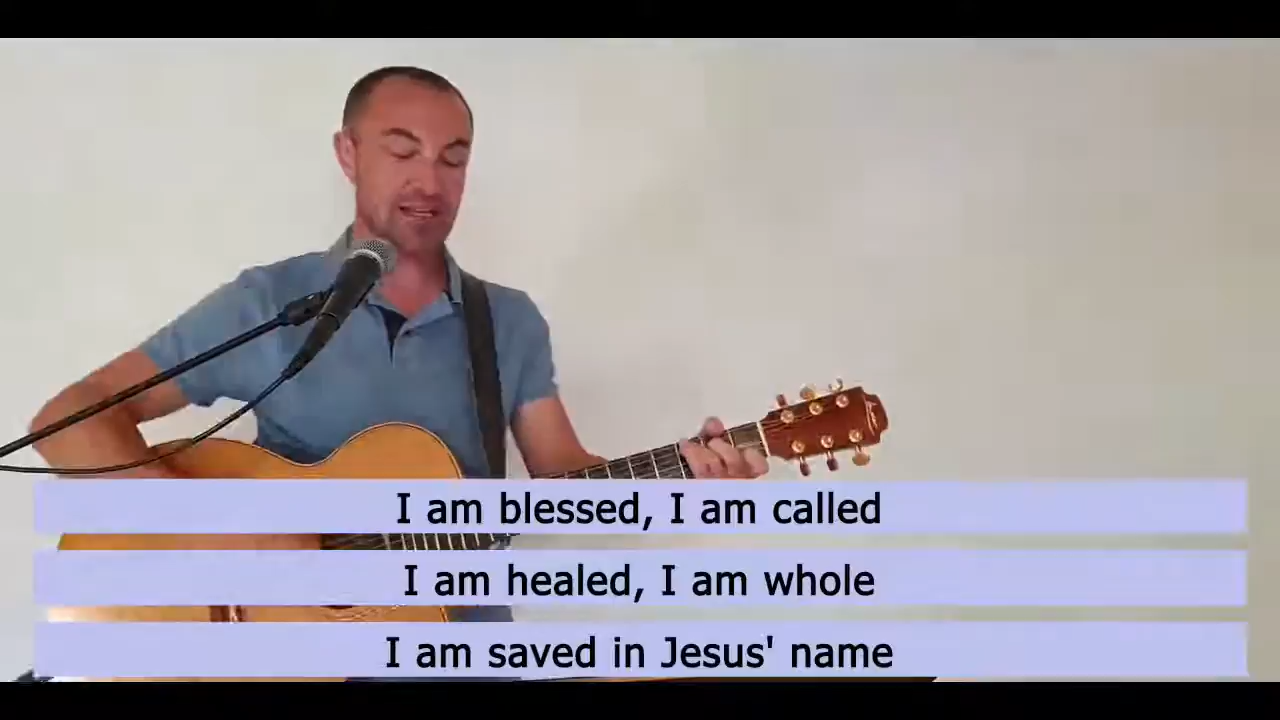 I am blessed, I am called
I am healed, I am whole
I am saved in Jesus' name